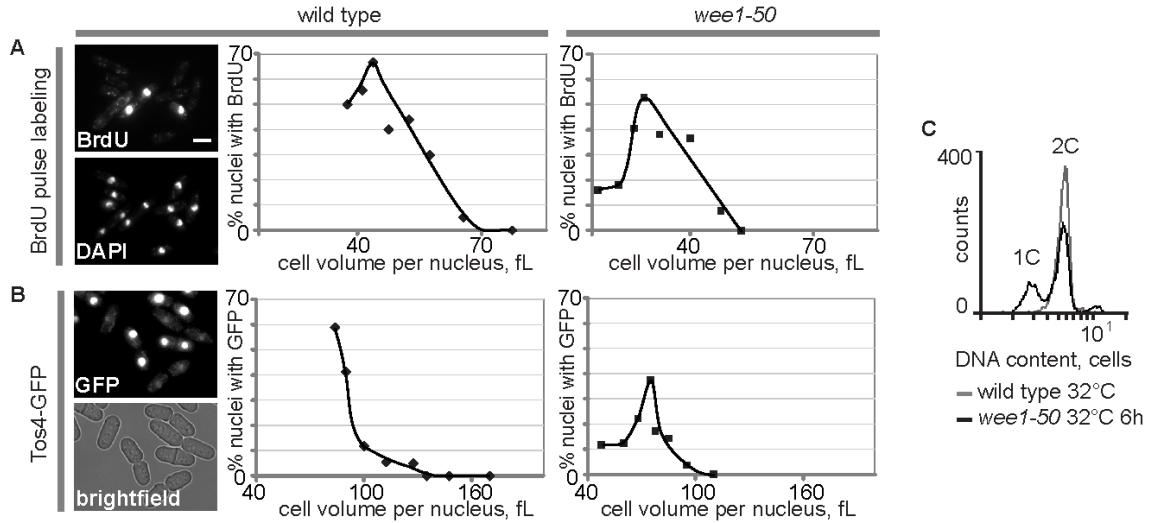 wild type
wee1-50
A
BrdU pulse labeling
BrdU
DAPI
70
% nuclei with BrdU
0
40
70
cell volume per nucleus, fL
70
% nuclei with BrdU
0
40
70
cell volume per nucleus, fL
B
Tos4-GFP
GFP
brightfield
70
% nuclei with GFP
0
40
100
160
cell volume per nucleus, fL
70
% nuclei with GFP
0
40
100
160
cell volume per nucleus, fL
C
400
counts
0
1C
2C
10¹
DNA content, cells
wild type 32°C
wee1-50 32°C 6h